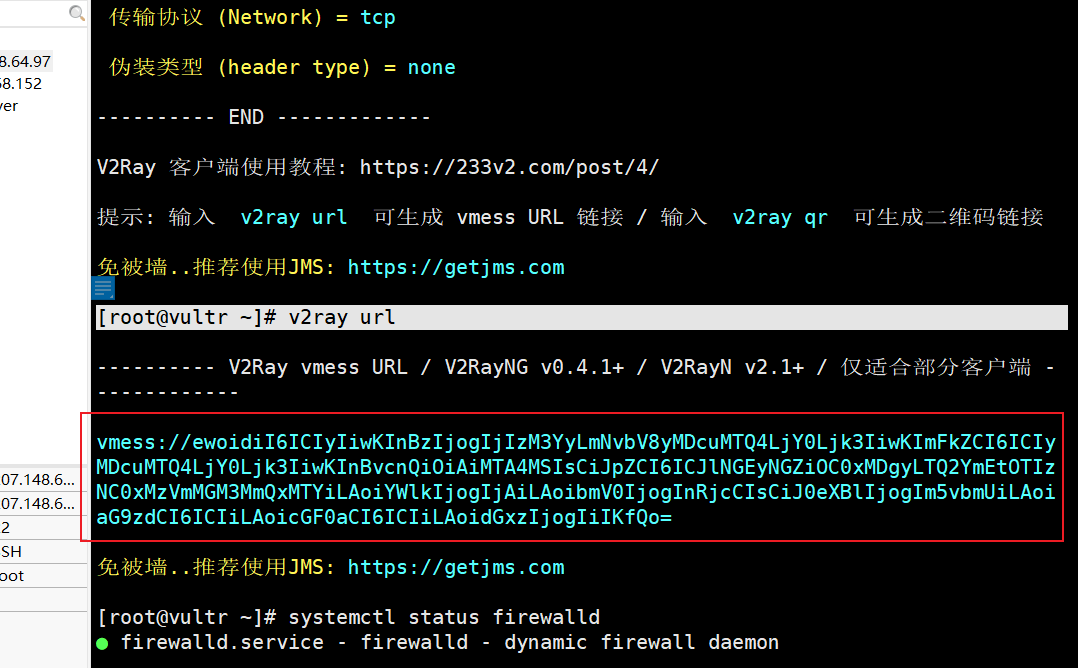 传输协议 (Network) = tcp
8.64.97
伪装类型 (header type) = none
58.152
ver
---------- END -------------
V2Ray 客户端使用教程: https://233v2.com/post/4/
提示: 输入 v2ray url 可生成 vmess URL 链接 / 输入 v2ray qr 可生成二维码链接
免被墙..推荐使用JMS: https://getjms.com
[root@vultr ~]# v2ray url
---------- V2Ray vmess URL / V2RayNG v0.4.1+ / V2RayN v2.1+ / 仅适合部分客户端 -
------------
vmess://ewoidiI6ICIyIiwKInBzIjogIjIzM3YyLmNvbV8yMDcuMTQ4LjY0Ljk3IiwKImFkZCI6ICIy
MDcuMTQ4LjY0Ljk3IiwKInBvcnQiOiAiMTA4MSIsCiJpZCI6ICJlNGEyNGZiOC0xMDgyLTQ2YmEtOTIz
NC0xMzVmMGM3MmQxMTYiLAoiYWlkIjogIjAiLAoibmV0IjogInRjcCIsCiJ0eXBlIjogIm5vbmUiLAoi
aG9zdCI6ICIiLAoicGF0aCI6ICIiLAoidGxzIjogIiIKfQo=
07.148.6...
07.148.6...
2
SH
oot
免被墙..推荐使用JMS: https://getjms.com
[root@vultr ~]# systemctl status firewalld
● firewalld.service - firewalld - dynamic firewall daemon